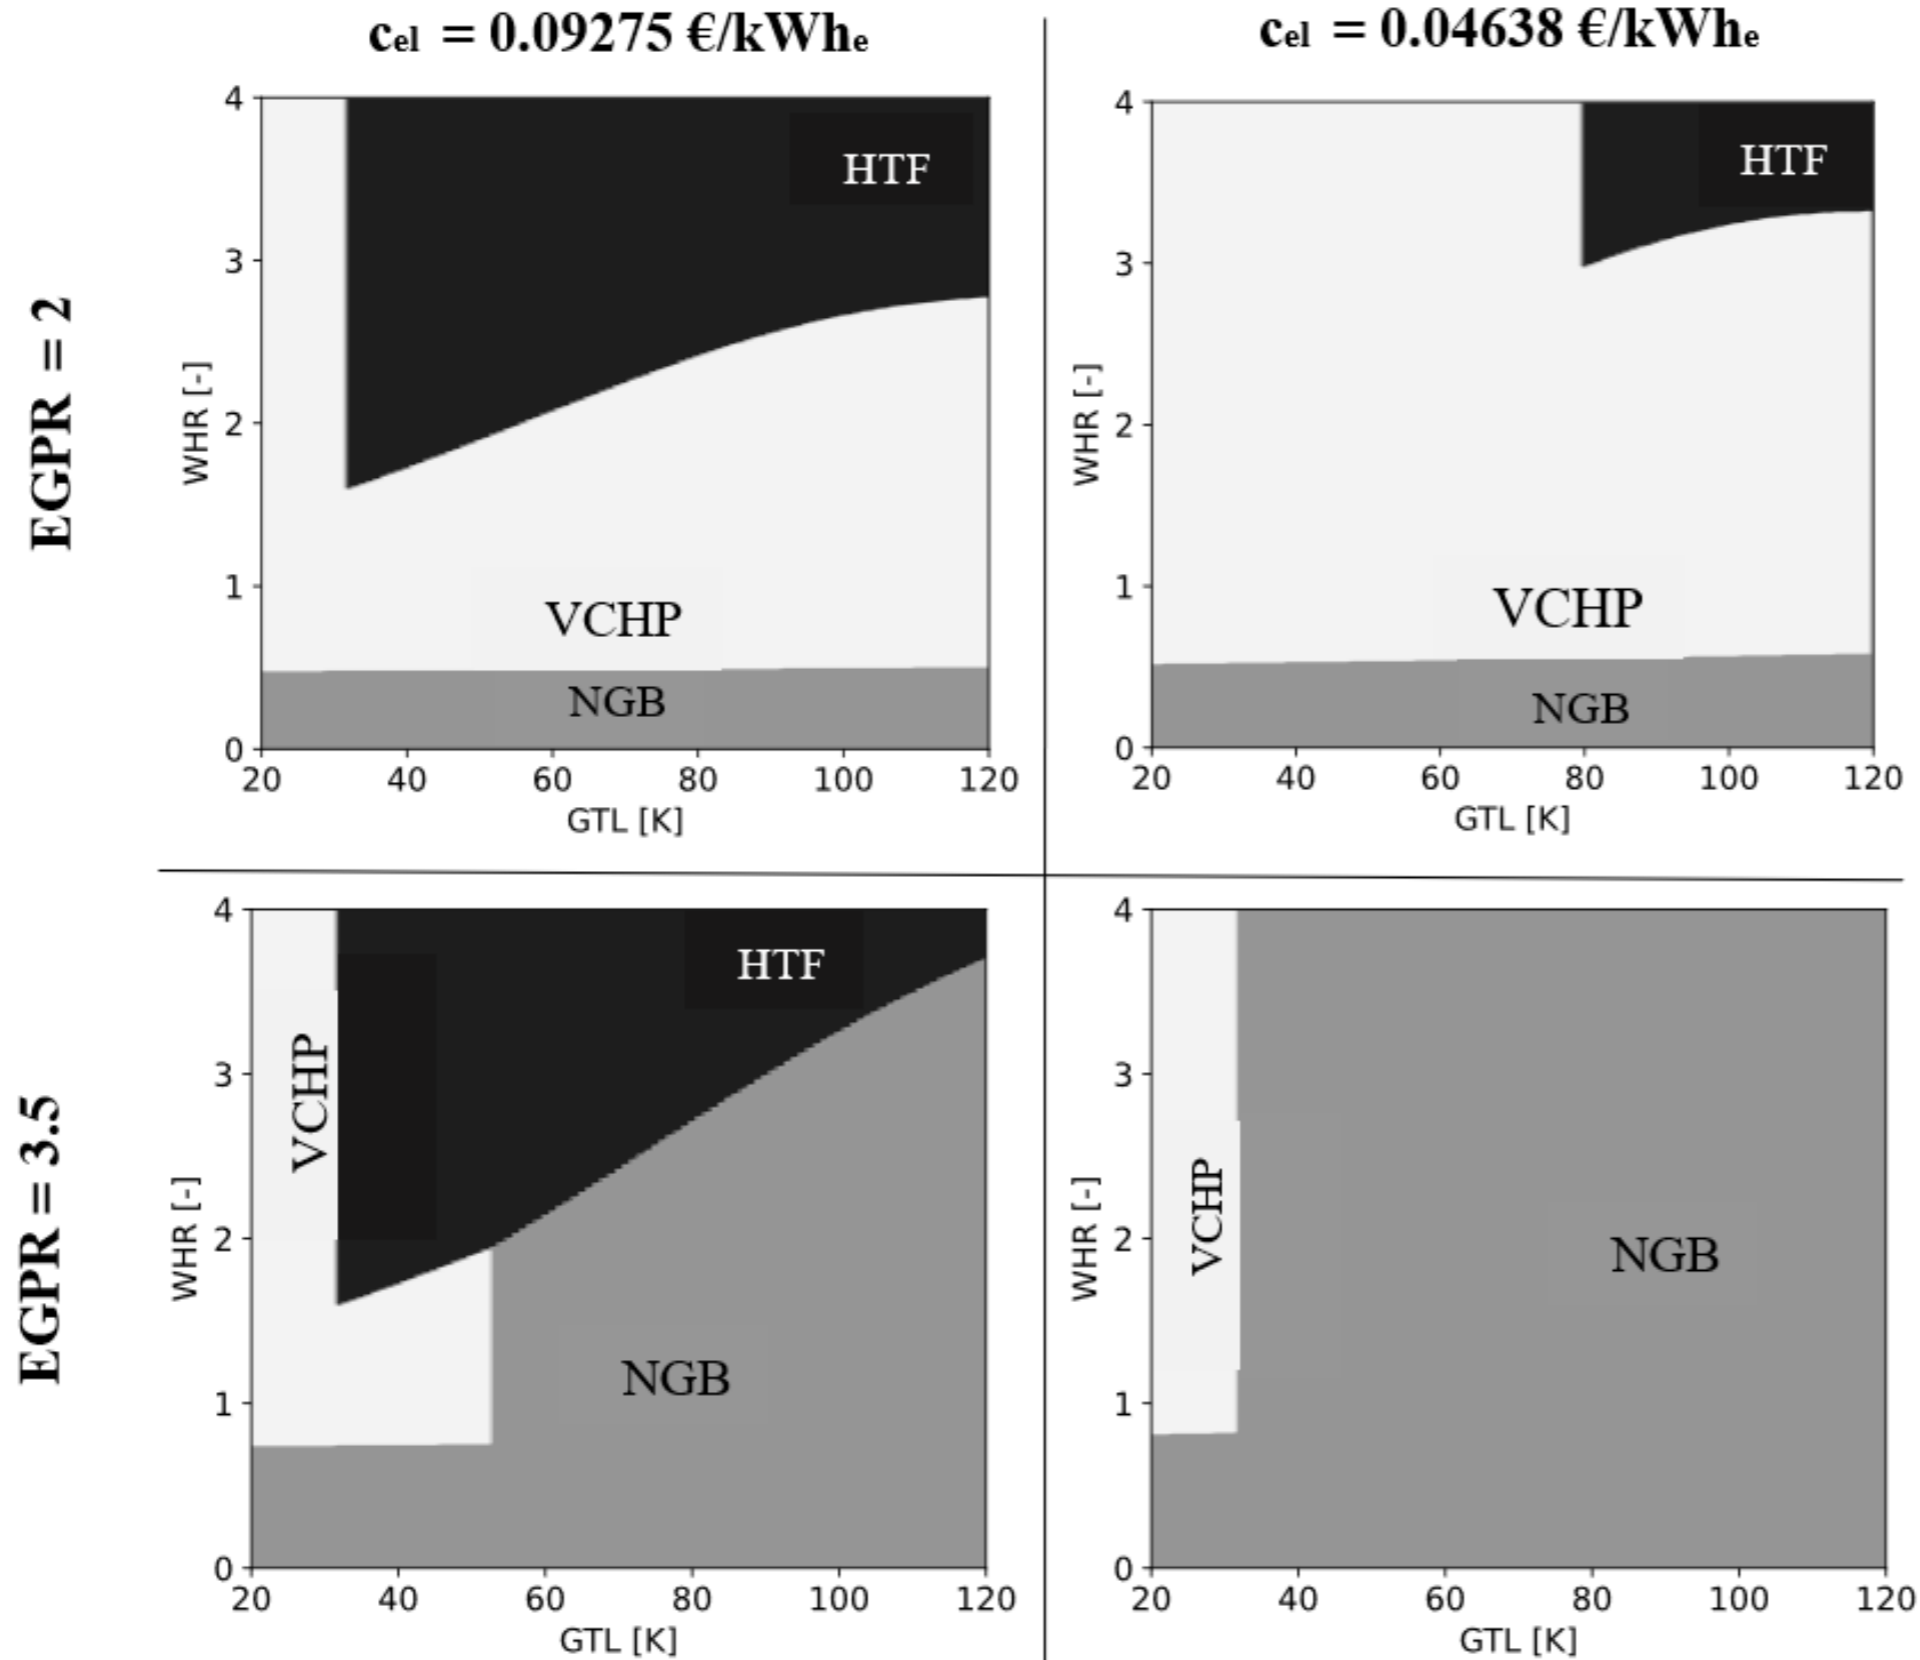 cel = 0.09275 €/kWhe
cel = 0.04638 €/kWhe
EGPR = 2
4
3
2
1
0
WHR [-]
HTF
VCHP
NGB
20 40 60 80 100 120
GTL [K]
4
3
2
1
0
WHR [-]
HTF
VCHP
NGB
20 40 60 80 100 120
GTL [K]
EGPR = 3.5
4
3
2
1
0
WHR [-]
VCHP
HTF
NGB
20 40 60 80 100 120
GTL [K]
4
3
2
1
0
WHR [-]
VCHP
NGB
20 40 60 80 100 120
GTL [K]